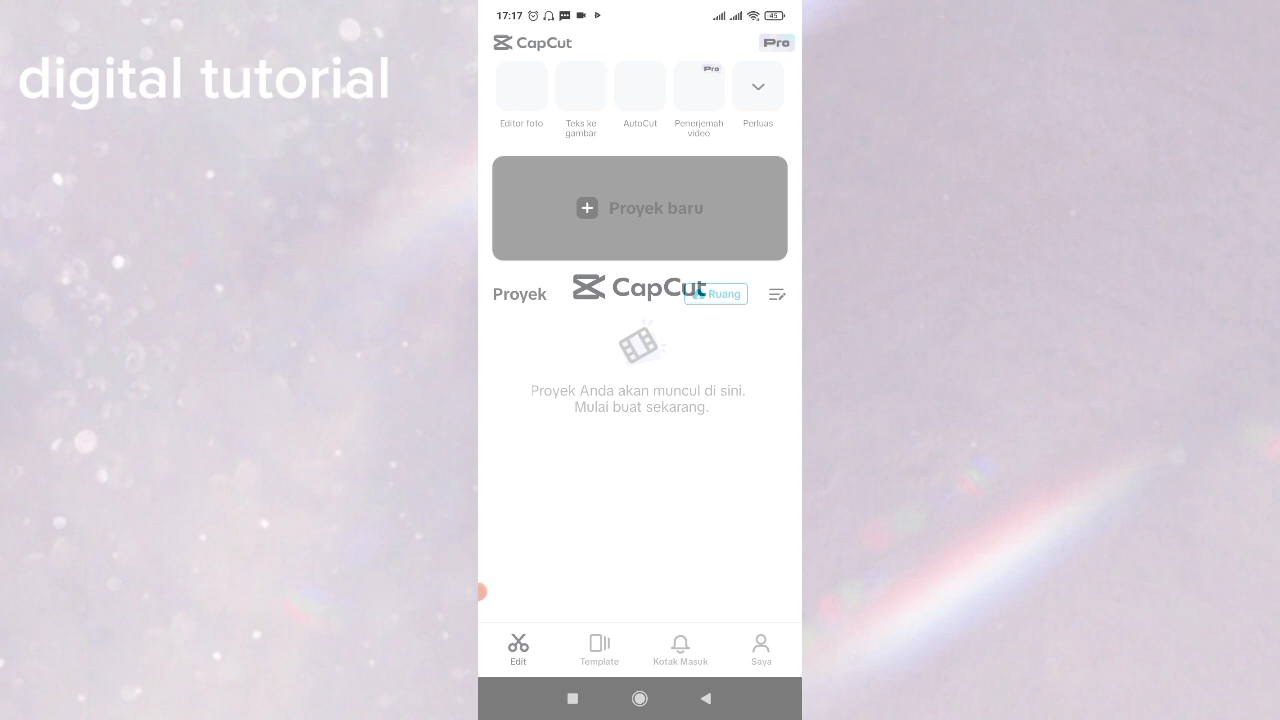 digital tutorial
17:17
45
CapCut
Pro
Pro
Editor foto
Teks ke
gambar
AutoCut
Penerjemah
video
Perluas
Proyek baru
Proyek
CapCut
Ruang
Proyek Anda akan muncul di sini.
Mulai buat sekarang.
Edit
Template
Kotak Masuk
Saya